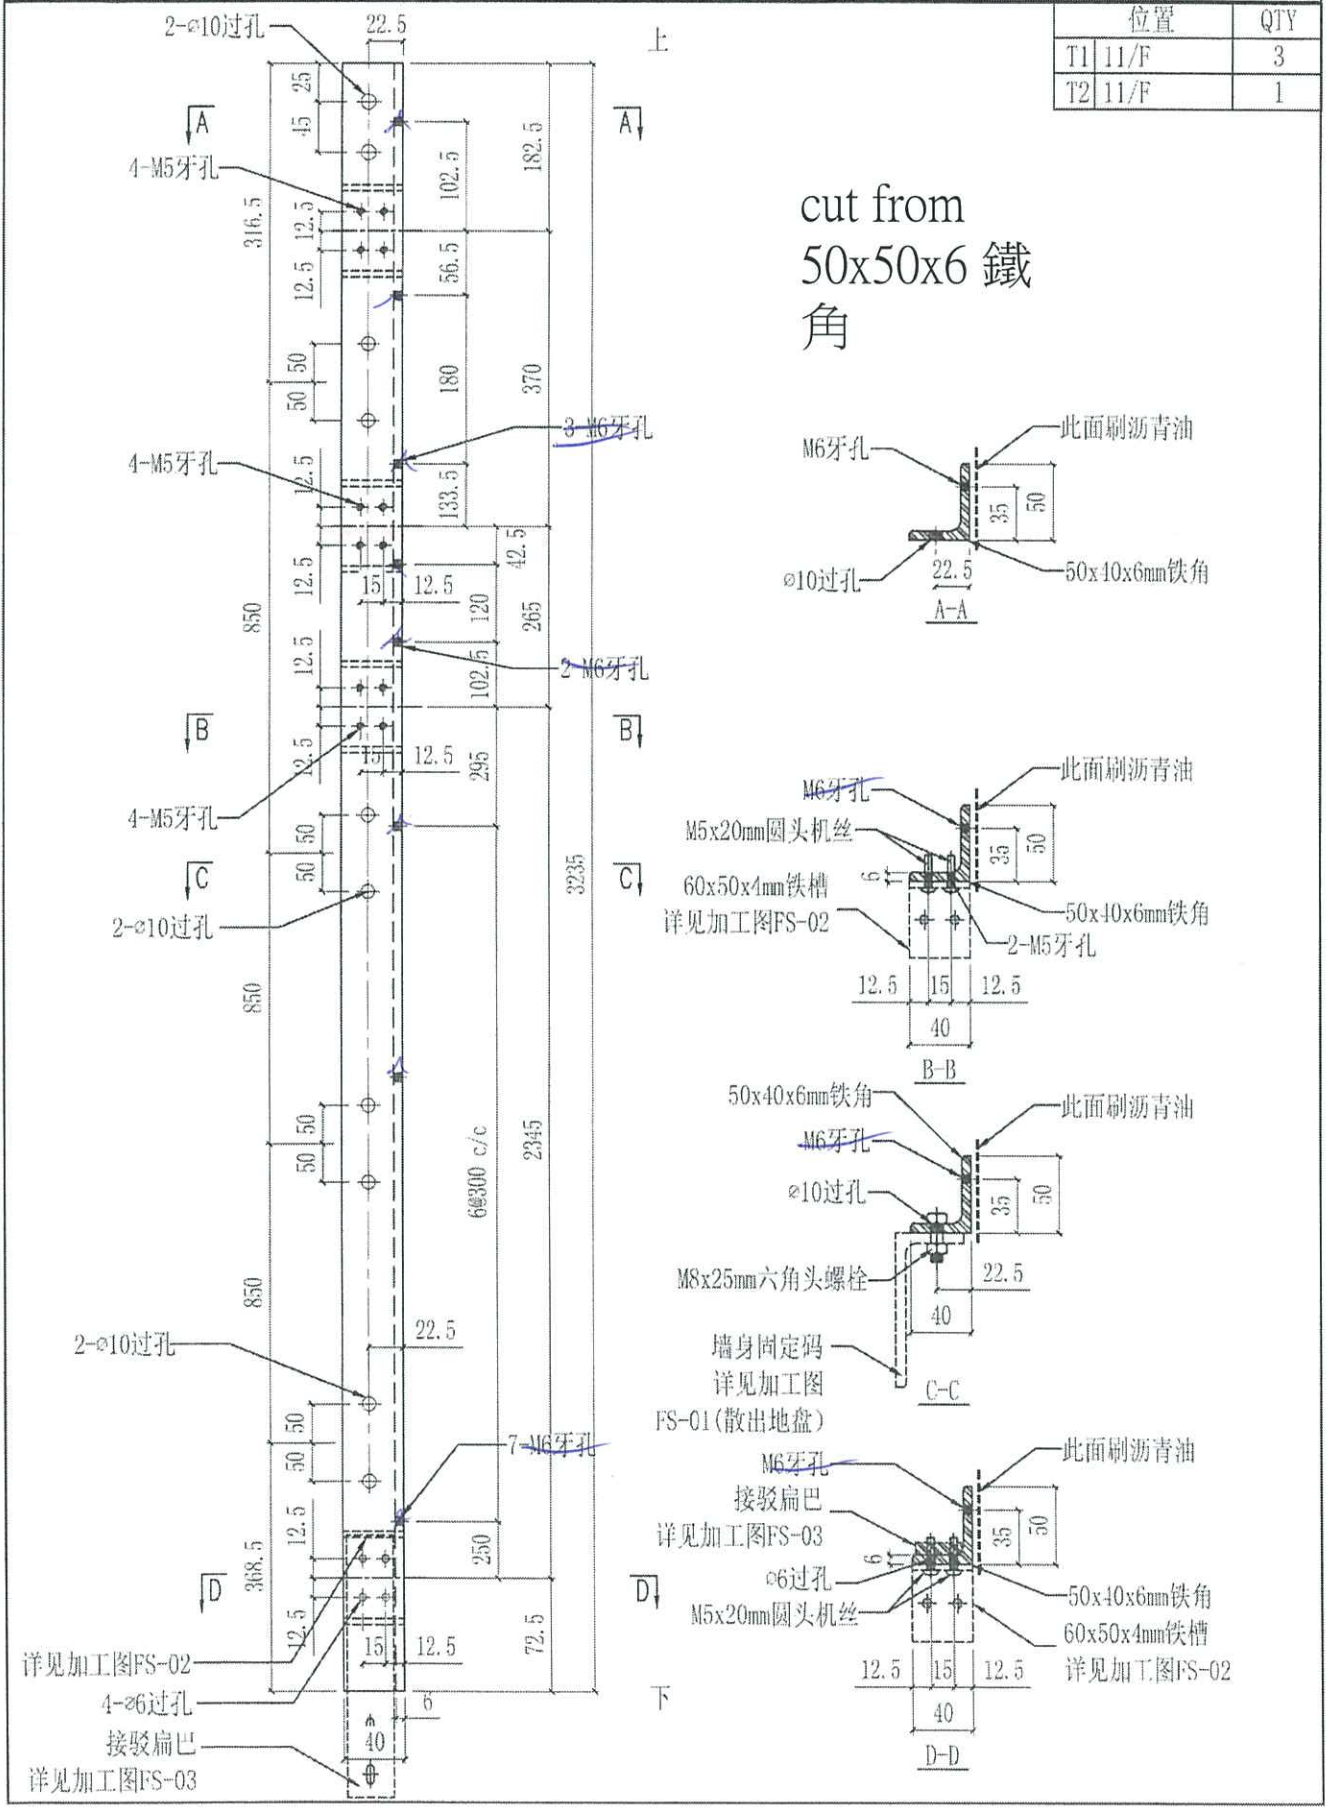 位置 QTY
T1 11/F 3
T2 11/F 1
2-ø10过孔
22.5
上
25
45
A
A
4-M5牙孔
102.5
182.5
316.5
12.5
12.5
56.5
cut from
50x50x6 鐵
角
50
50
180
370
3-M6牙孔
4-M5牙孔
12.5
133.5
12.5
42.5
15
12.5
850
120
265
12.5
102.5
2-M6牙孔
B
B
12.5
15
12.5
295
4-M5牙孔
50
50
C
C
3235
2-ø10过孔
850
50
50
6@300 c/c
2345
850
22.5
2-ø10过孔
50
50
7-M6牙孔
12.5
250
368.5
D
D
12.5
15
12.5
72.5
详见加工图FS-02
4-ø6过孔
6
下
接驳扁巴
40
详见加工图FS-03
此面刷沥青油
M6牙孔
35
50
ø10过孔
22.5
50x40x6mm铁角
A-A
此面刷沥青油
M6牙孔
M5x20mm圆头机丝
35
50
6
60x50x4mm铁槽
详见加工图FS-02
50x40x6mm铁角
2-M5牙孔
12.5
15
12.5
40
B-B
50x40x6mm铁角
此面刷沥青油
M6牙孔
ø10过孔
35
50
M8x25mm六角头螺栓
22.5
40
墙身固定码
详见加工图
FS-01(散出地盘)
C-C
此面刷沥青油
M6牙孔
接驳扁巴
详见加工图FS-03
35
50
6
ø6过孔
M5x20mm圆头机丝
50x40x6mm铁角
60x50x4mm铁槽
详见加工图FS-02
12.5
15
12.5
40
D-D